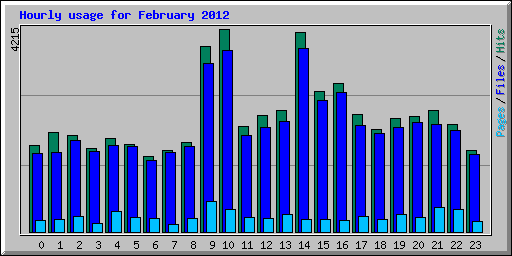 Hourly usage for February 2012
4215
Pages / Files / Hits
0 1 2 3 4 5 6 7 8 9 10 11 12 13 14 15 16 17 18 19 20 21 22 23